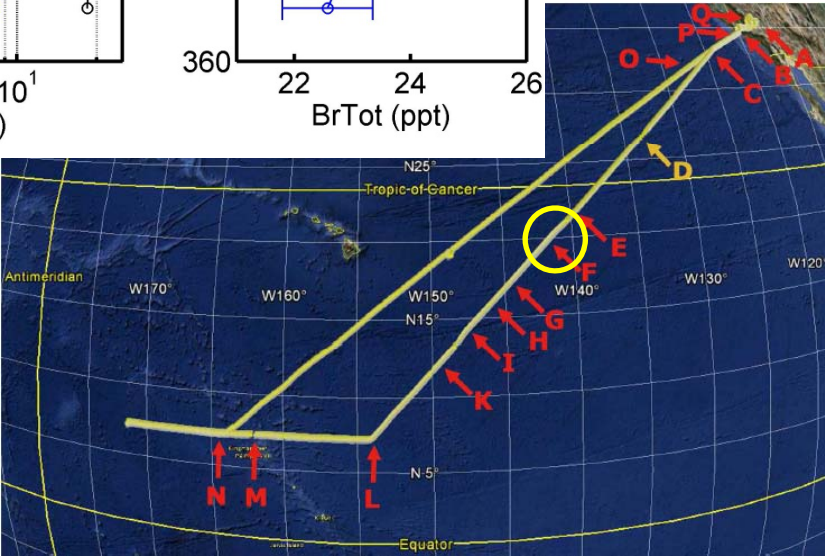 10¹
)
360
22
24
26
BrTot (ppt)
Q
P
A
O
B
C
D
N25°
Tropic of Cancer
E
F
Antimeridian
W170°
W160°
W150°
W140°
W130°
W120°
N15°
G
H
I
K
N
M
L
N 5°
Equator